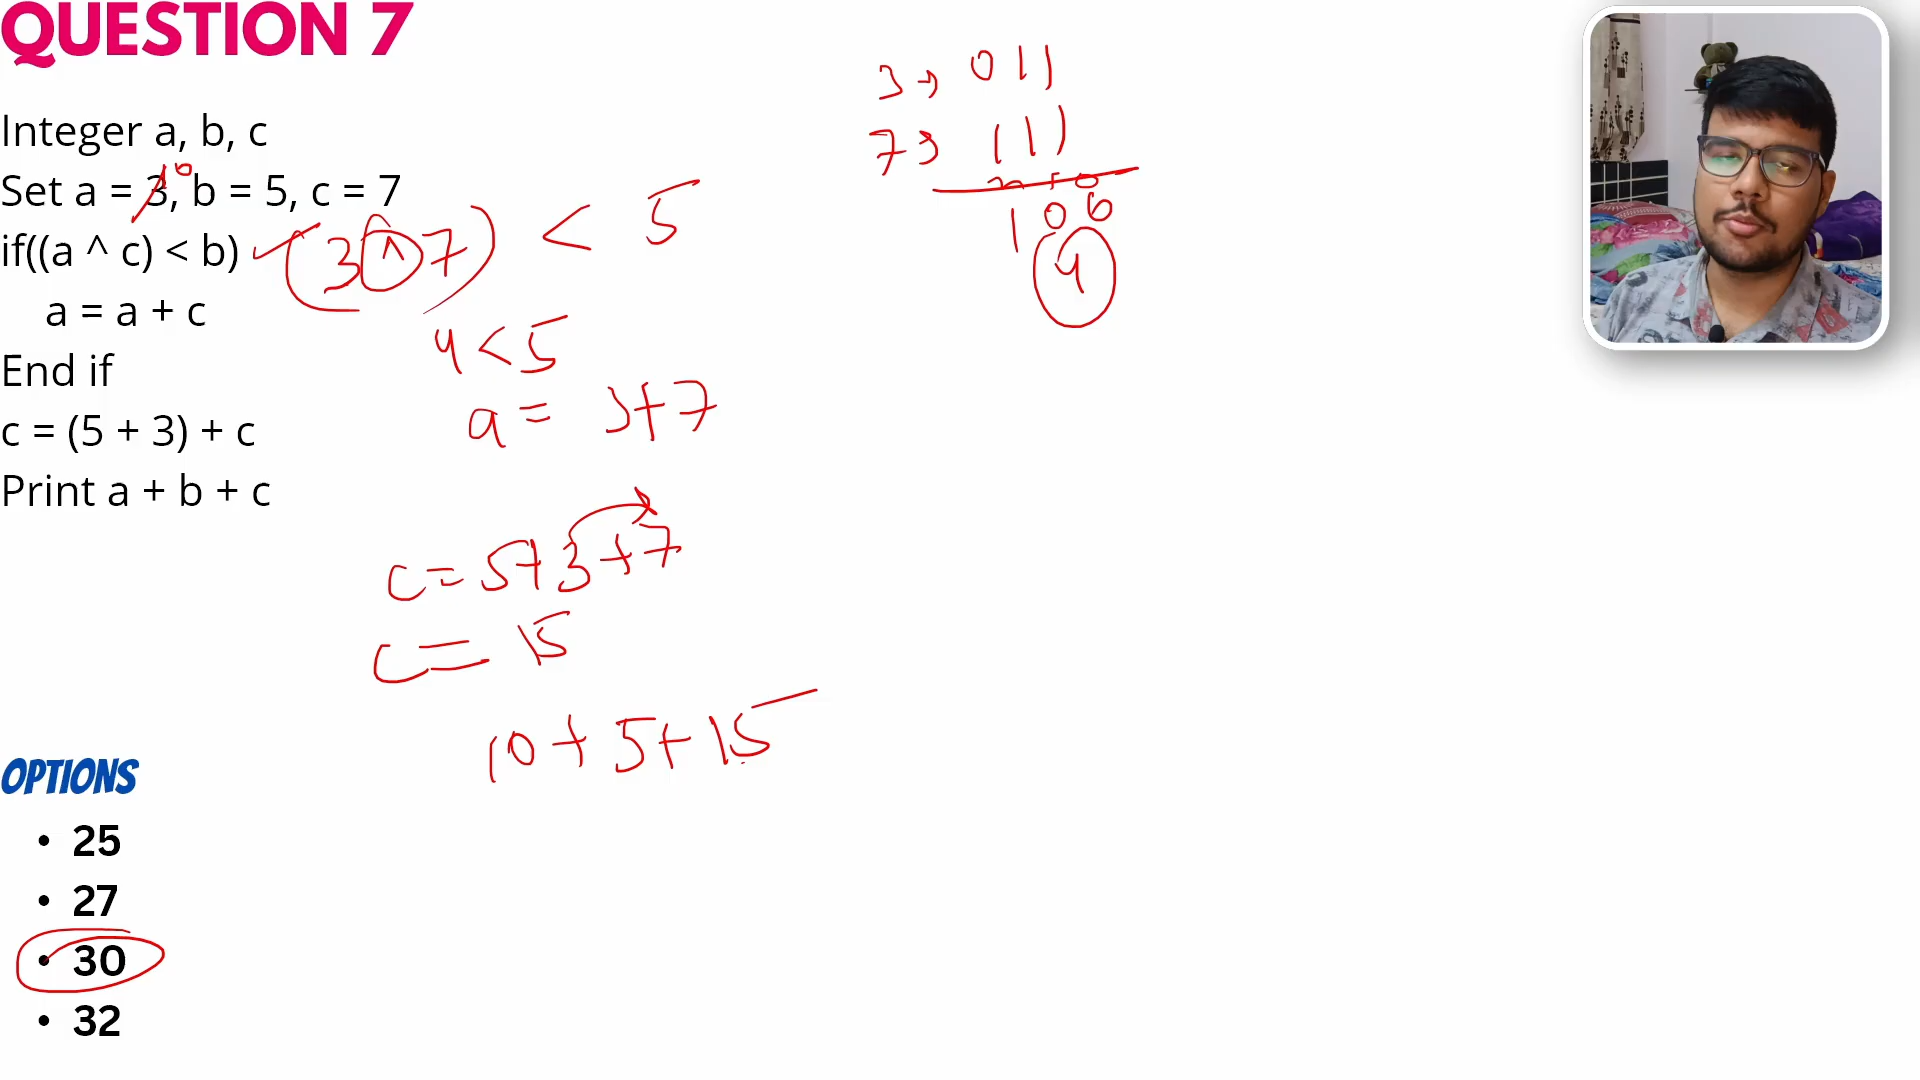 QUESTION 7
Integer a, b, c
Set a = 3, b = 5, c = 7
10
if((a ^ c) < b)
(3 ^ 7) < 5
a = a + c
4 < 5
End if
a = 3+7
c = (5 + 3) + c
Print a + b + c
c = 5+3+7
c = 15
10 + 5 + 15
3 → 011
7 → 111
100
4
OPTIONS
• 25
• 27
• 30
• 32